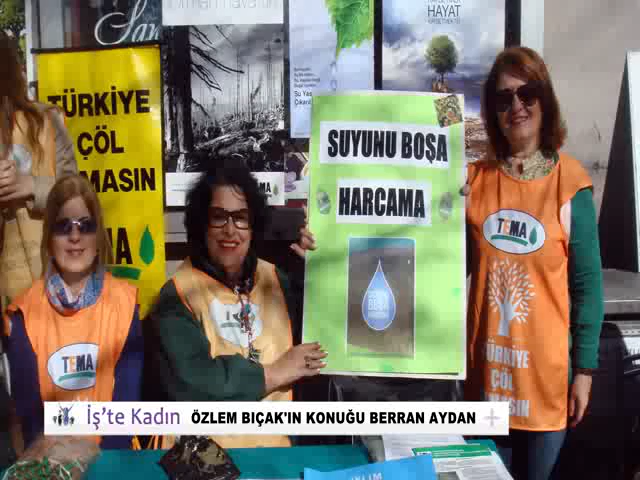 HAYAT
TÜRKİYE
ÇÖL
MASIN
MA
SUYUNU BOŞA
HARCAMA
TEMA
TEMA
TÜRKİYE
ÇÖL
MASIN
İş'te Kadın ÖZLEM BIÇAK'IN KONUĞU BERRAN AYDAN